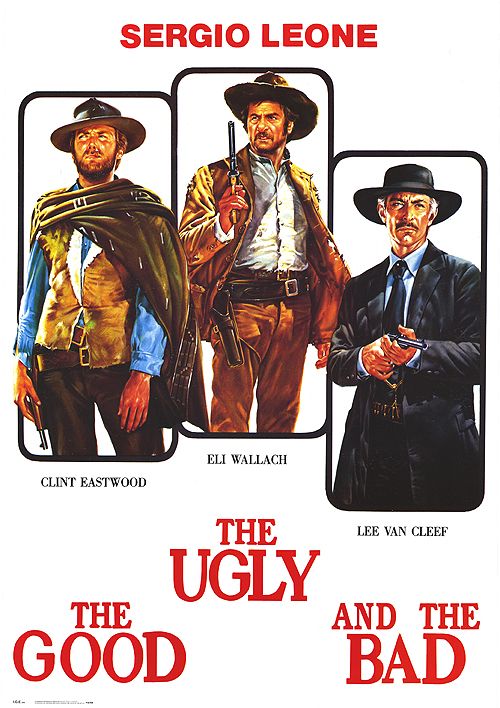 SERGIO LEONE
CLINT EASTWOOD
ELI WALLACH
LEE VAN CLEEF
THE
GOOD
THE
UGLY
AND THE
BAD